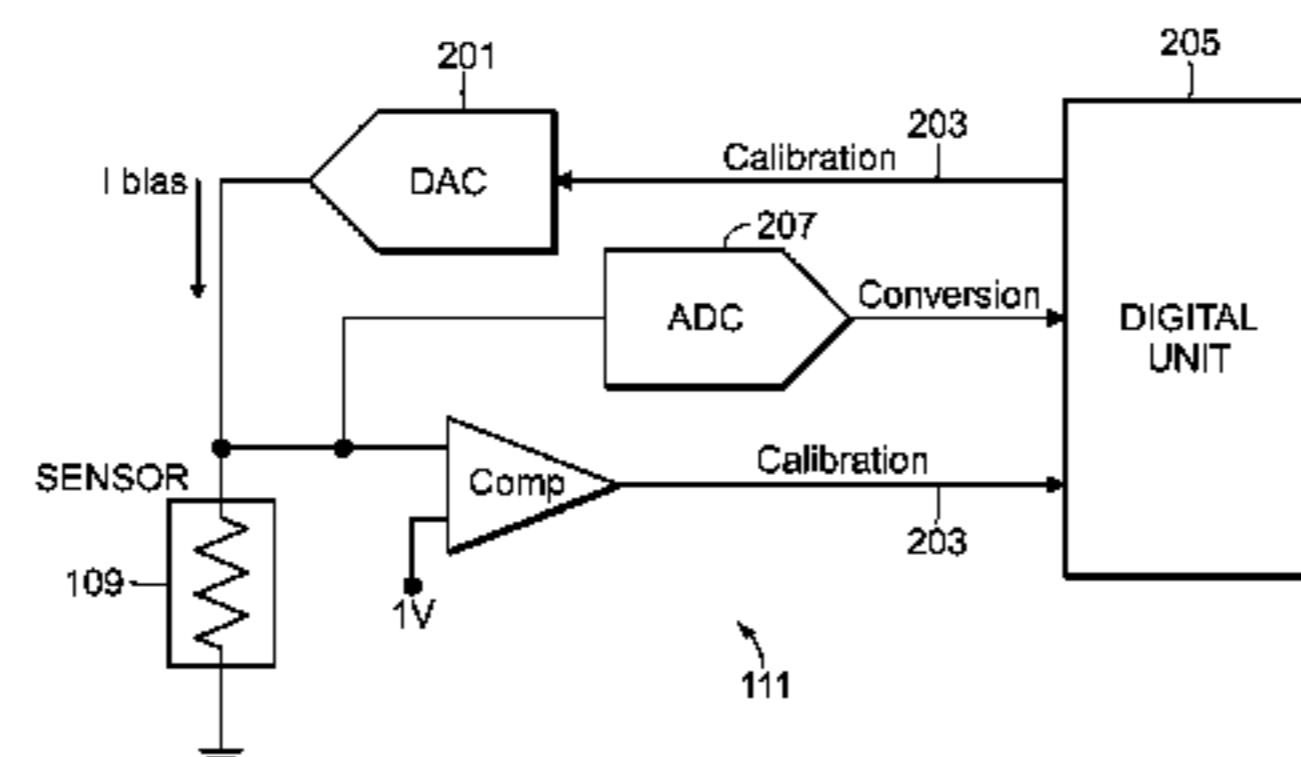 205
201
203
Calibration
I bias
DAC
207
Conversion
ADC
DIGITAL
UNIT
SENSOR
Comp
Calibration
203
109
1V
111